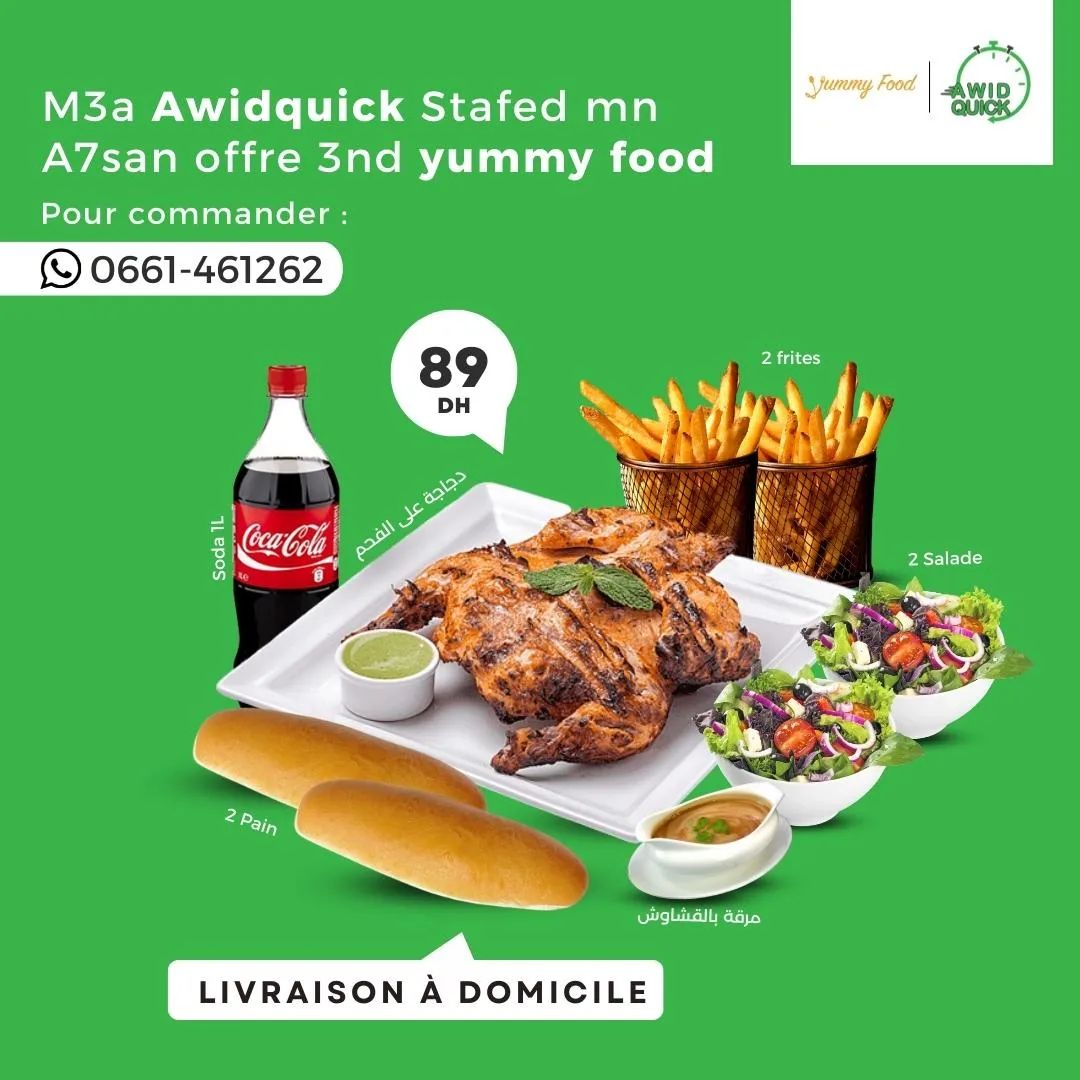 Yummy Food
AWID
QUICK
M3a Awidquick Stafed mn
A7san offre 3nd yummy food
Pour commander :
0661-461262
89
DH
2 frites
دجاجة على الفحم
Soda 1L
Coca-Cola
2 Salade
2 Pain
مرقة بالقشاوش
LIVRAISON À DOMICILE